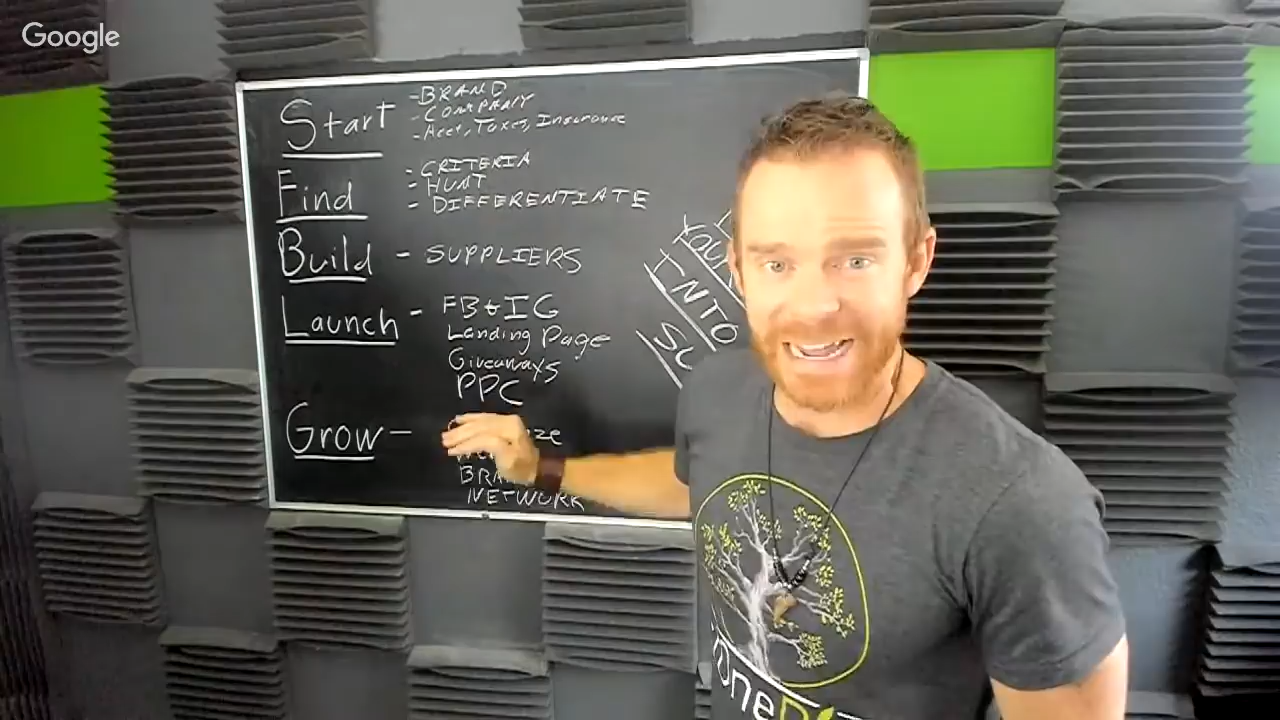 Google
Start
- BRAND
- COMPANY
- Acct, Taxes, Insurance
Find
- CRITERIA
- HUNT
- DIFFERENTIATE
Build - SUPPLIERS
Launch - FB & IG
Landing Page
Giveaways
PPC
Grow -
NETWORK
INTO